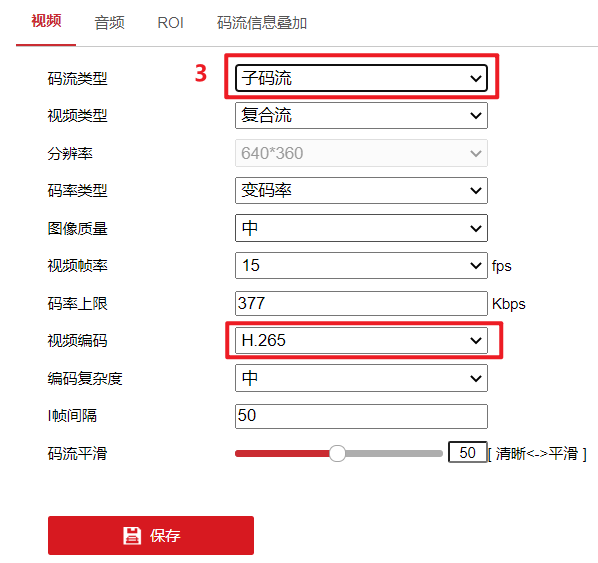 视频 音频 ROI 码流信息叠加
3
码流类型 子码流
视频类型 复合流
分辨率 640*360
码率类型 变码率
图像质量 中
视频帧率 15 fps
码率上限 377 Kbps
视频编码 H.265
编码复杂度 中
I帧间隔 50
码流平滑 50 [ 清晰<->平滑 ]
保存